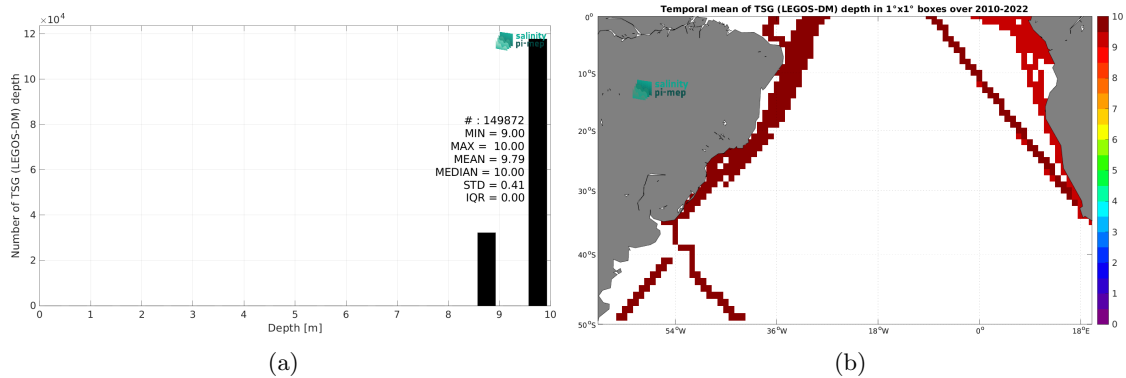 ×10⁴
12
10
8
6
4
2
0
Number of TSG (LEGOS-DM) depth
salinity
pi-mep
# : 149872
MIN = 9.00
MAX = 10.00
MEAN = 9.79
MEDIAN = 10.00
STD = 0.41
IQR = 0.00
0 1 2 3 4 5 6 7 8 9 10
Depth [m]
(a)
Temporal mean of TSG (LEGOS-DM) depth in 1°x1° boxes over 2010-2022
0°
10°S
20°S
30°S
40°S
50°S
salinity
pi-mep
54°W 36°W 18°W 0° 18°E
10
9
8
7
6
5
4
3
2
1
0
(b)